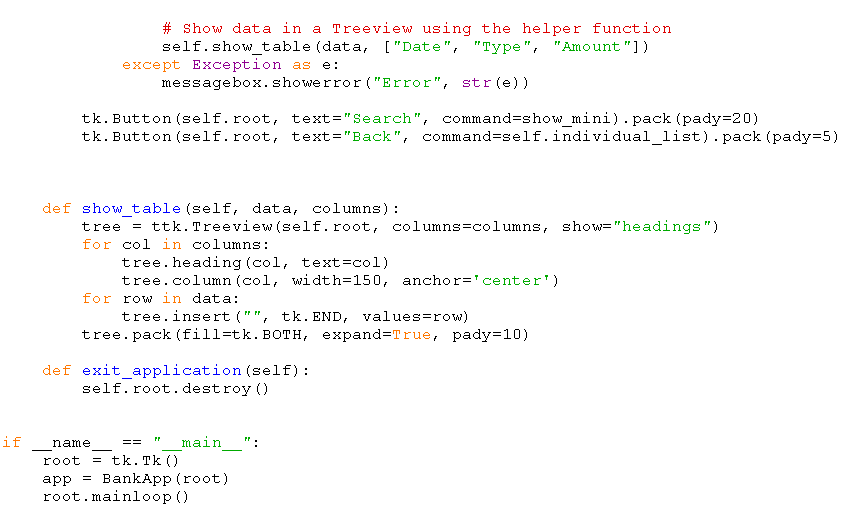 # Show data in a Treeview using the helper function
                self.show_table(data, ["Date", "Type", "Amount"])
            except Exception as e:
                messagebox.showerror("Error", str(e))

        tk.Button(self.root, text="Search", command=show_mini).pack(pady=20)
        tk.Button(self.root, text="Back", command=self.individual_list).pack(pady=5)

    def show_table(self, data, columns):
        tree = ttk.Treeview(self.root, columns=columns, show="headings")
        for col in columns:
            tree.heading(col, text=col)
            tree.column(col, width=150, anchor='center')
        for row in data:
            tree.insert("", tk.END, values=row)
        tree.pack(fill=tk.BOTH, expand=True, pady=10)

    def exit_application(self):
        self.root.destroy()

if __name__ == "__main__":
    root = tk.Tk()
    app = BankApp(root)
    root.mainloop()